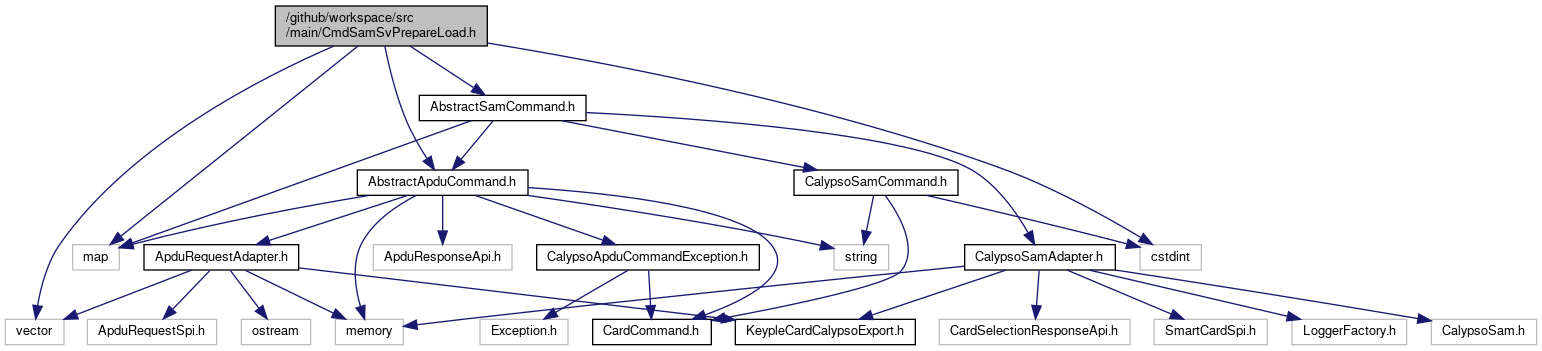 /github/workspace/src
/main/CmdSamSvPrepareLoad.h
AbstractSamCommand.h
AbstractApduCommand.h
CalypsoSamCommand.h
map
ApduRequestAdapter.h
ApduResponseApi.h
CalypsoApduCommandException.h
string
CalypsoSamAdapter.h
cstdint
vector
ApduRequestSpi.h
ostream
memory
Exception.h
CardCommand.h
KeypleCardCalypsoExport.h
CardSelectionResponseApi.h
SmartCardSpi.h
LoggerFactory.h
CalypsoSam.h